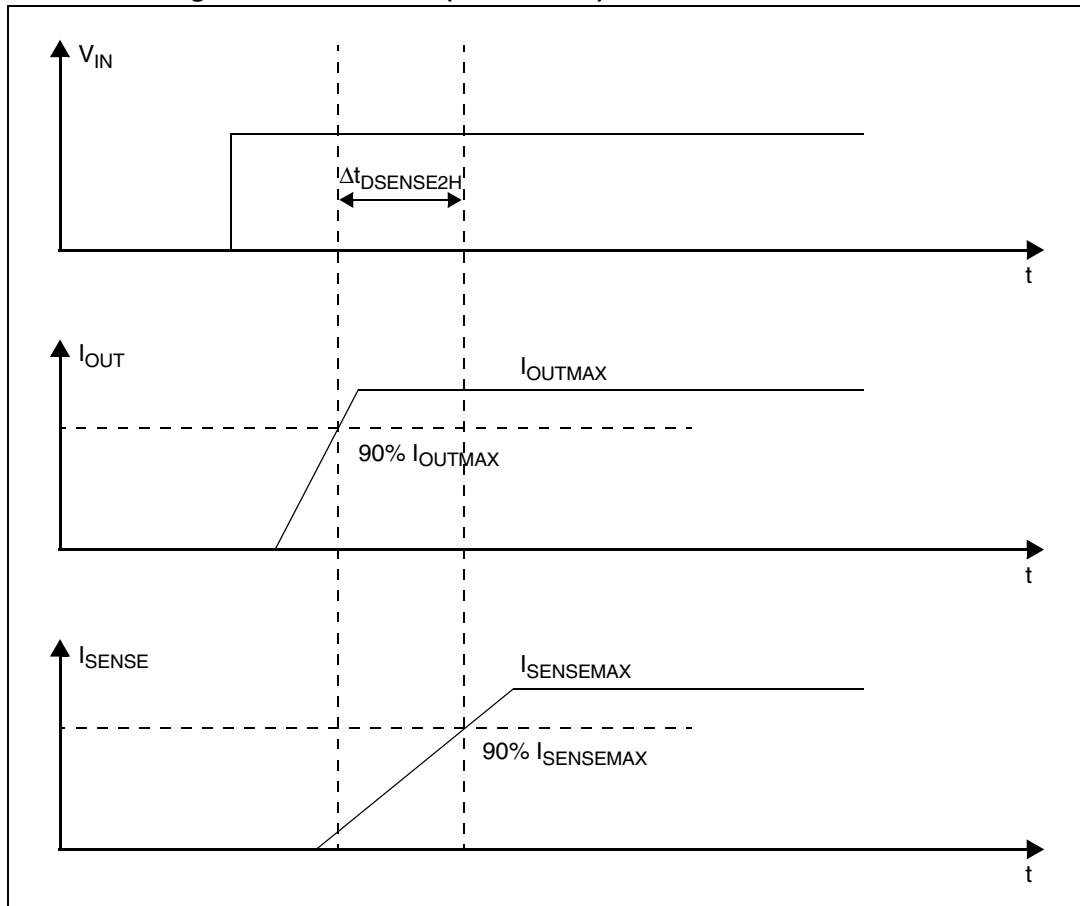 V_IN
Δt_DSENSE2H
t
I_OUT
I_OUTMAX
90% I_OUTMAX
t
I_SENSE
I_SENSEMAX
90% I_SENSEMAX
t